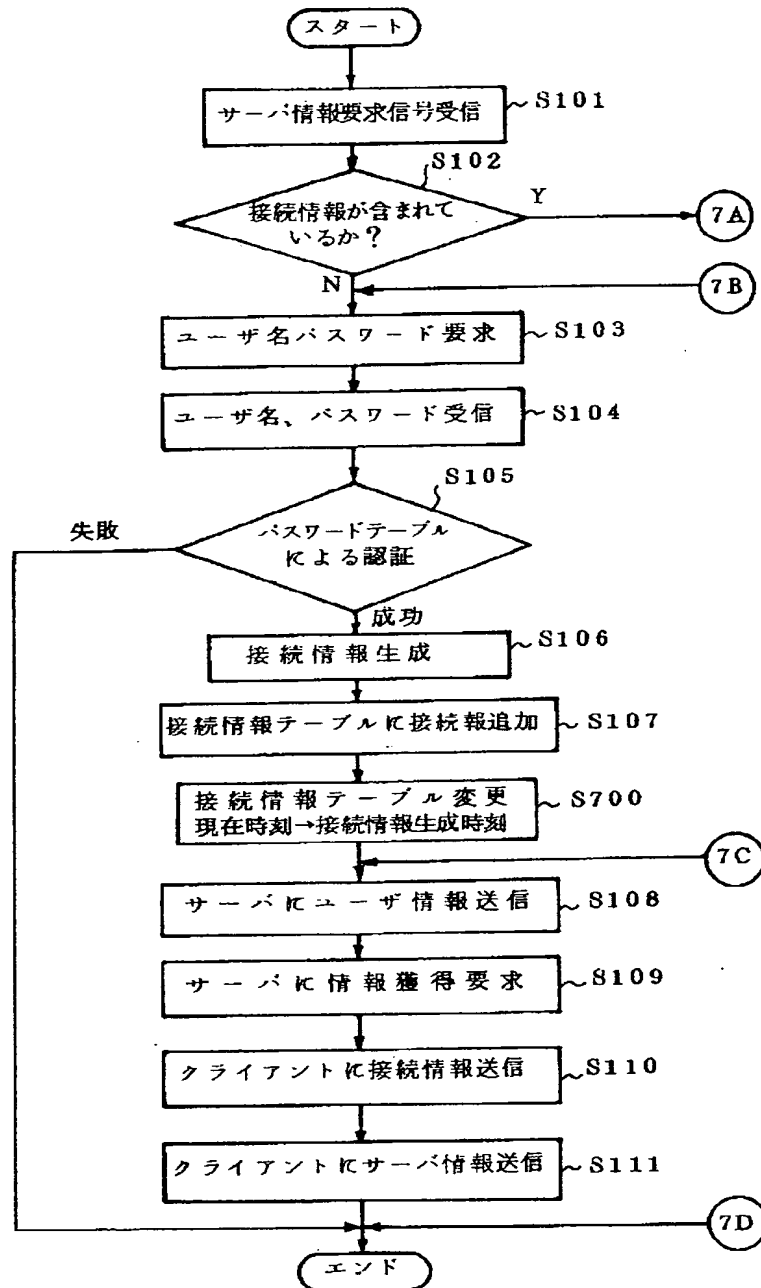 スタート
サーバ情報要求信号受信
S101
S102
接続情報が含まれて
いるか?
Y
7A
N
7B
ユーザ名パスワード要求
S103
ユーザ名、パスワード受信
S104
S105
失敗
パスワードテーブル
による認証
成功
接続情報生成
S106
接続情報テーブルに接続報追加
S107
接続情報テーブル変更
現在時刻→接続情報生成時刻
S700
7C
サーバにユーザ情報送信
S108
サーバに情報獲得要求
S109
クライアントに接続情報送信
S110
クライアントにサーバ情報送信
S111
7D
エンド